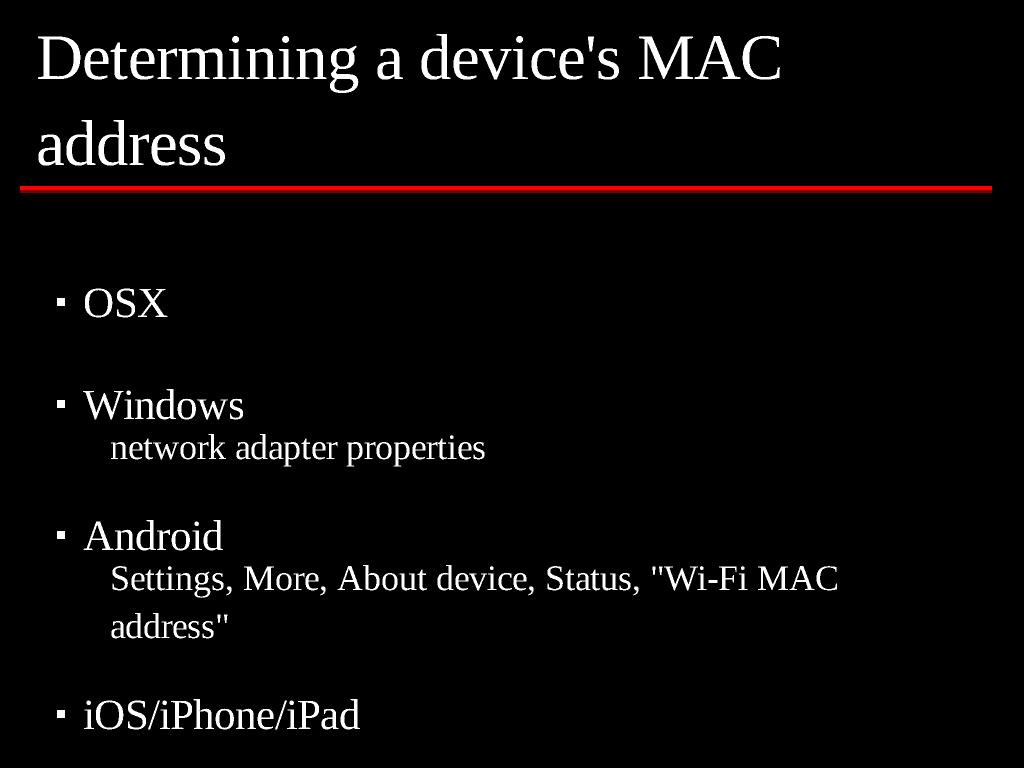 Determining a device's MAC
address
▪ OSX
▪ Windows
network adapter properties
▪ Android
Settings, More, About device, Status, "Wi-Fi MAC
address"
▪ iOS/iPhone/iPad